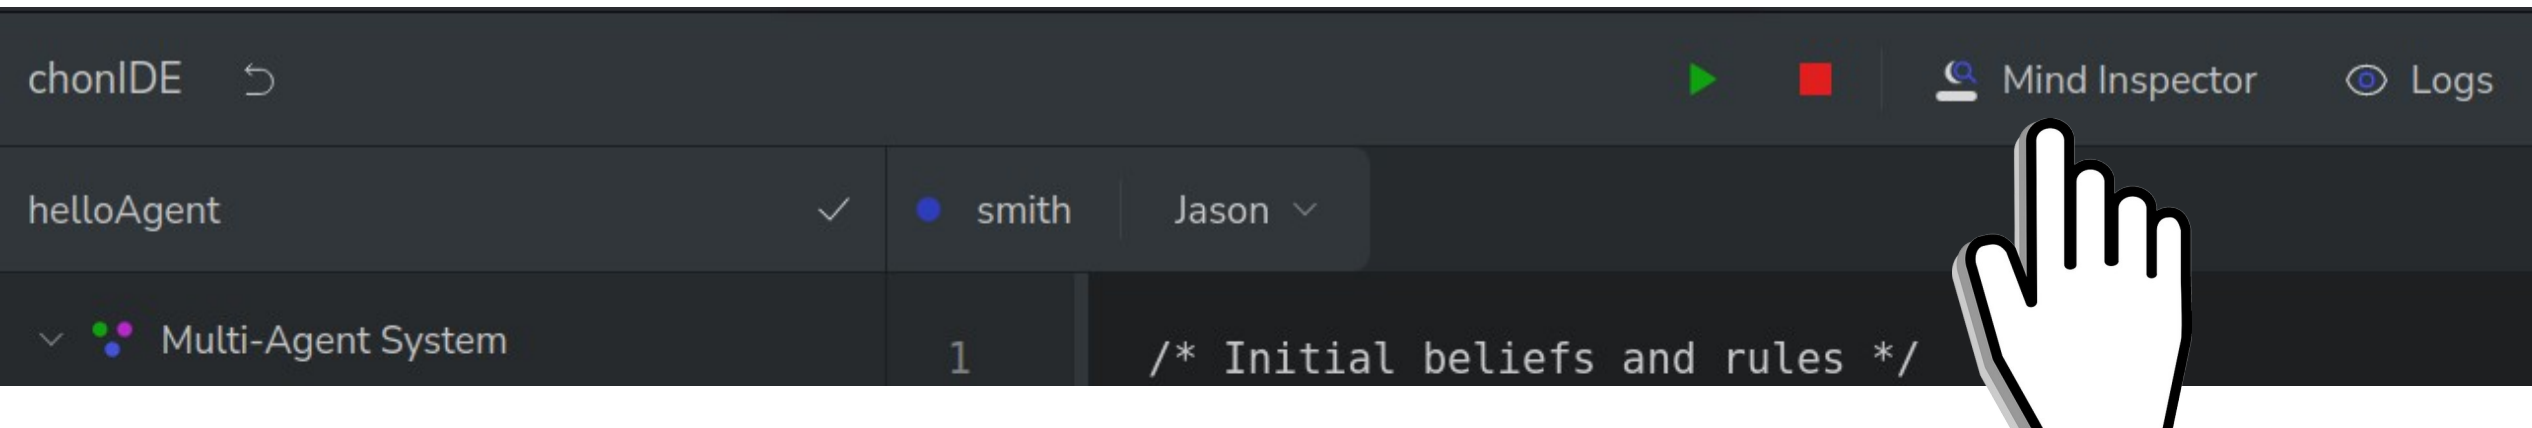 chonIDE Mind Inspector Logs
helloAgent smith Jason
Multi-Agent System
1 /* Initial beliefs and rules */